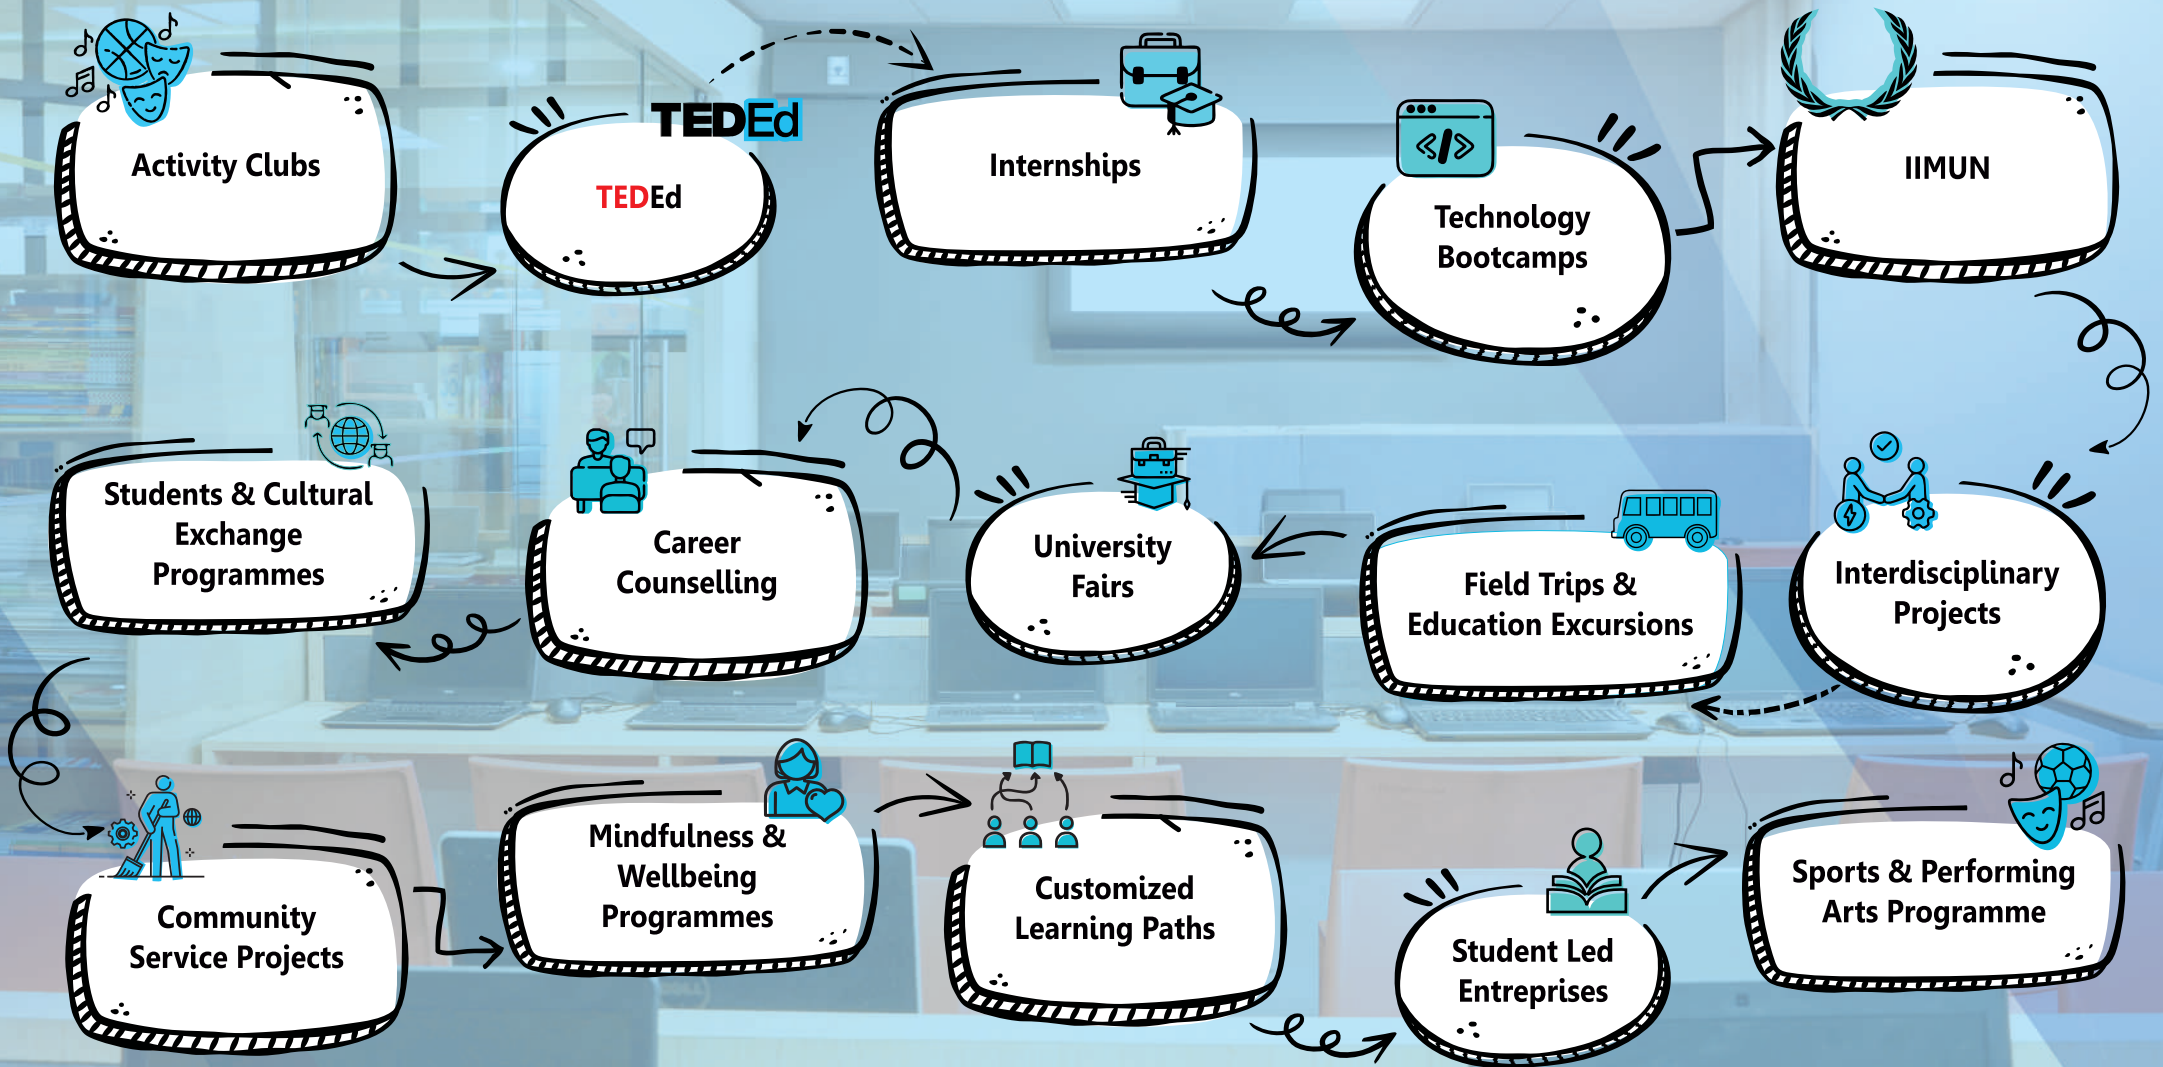 Activity Clubs
TEDEd
TEDEd
Internships
</>
Technology
Bootcamps
IIMUN
Students & Cultural
Exchange
Programmes
Career
Counselling
University
Fairs
Field Trips &
Education Excursions
Interdisciplinary
Projects
Community
Service Projects
Mindfulness &
Wellbeing
Programmes
Customized
Learning Paths
Student Led
Entreprises
Sports & Performing
Arts Programme